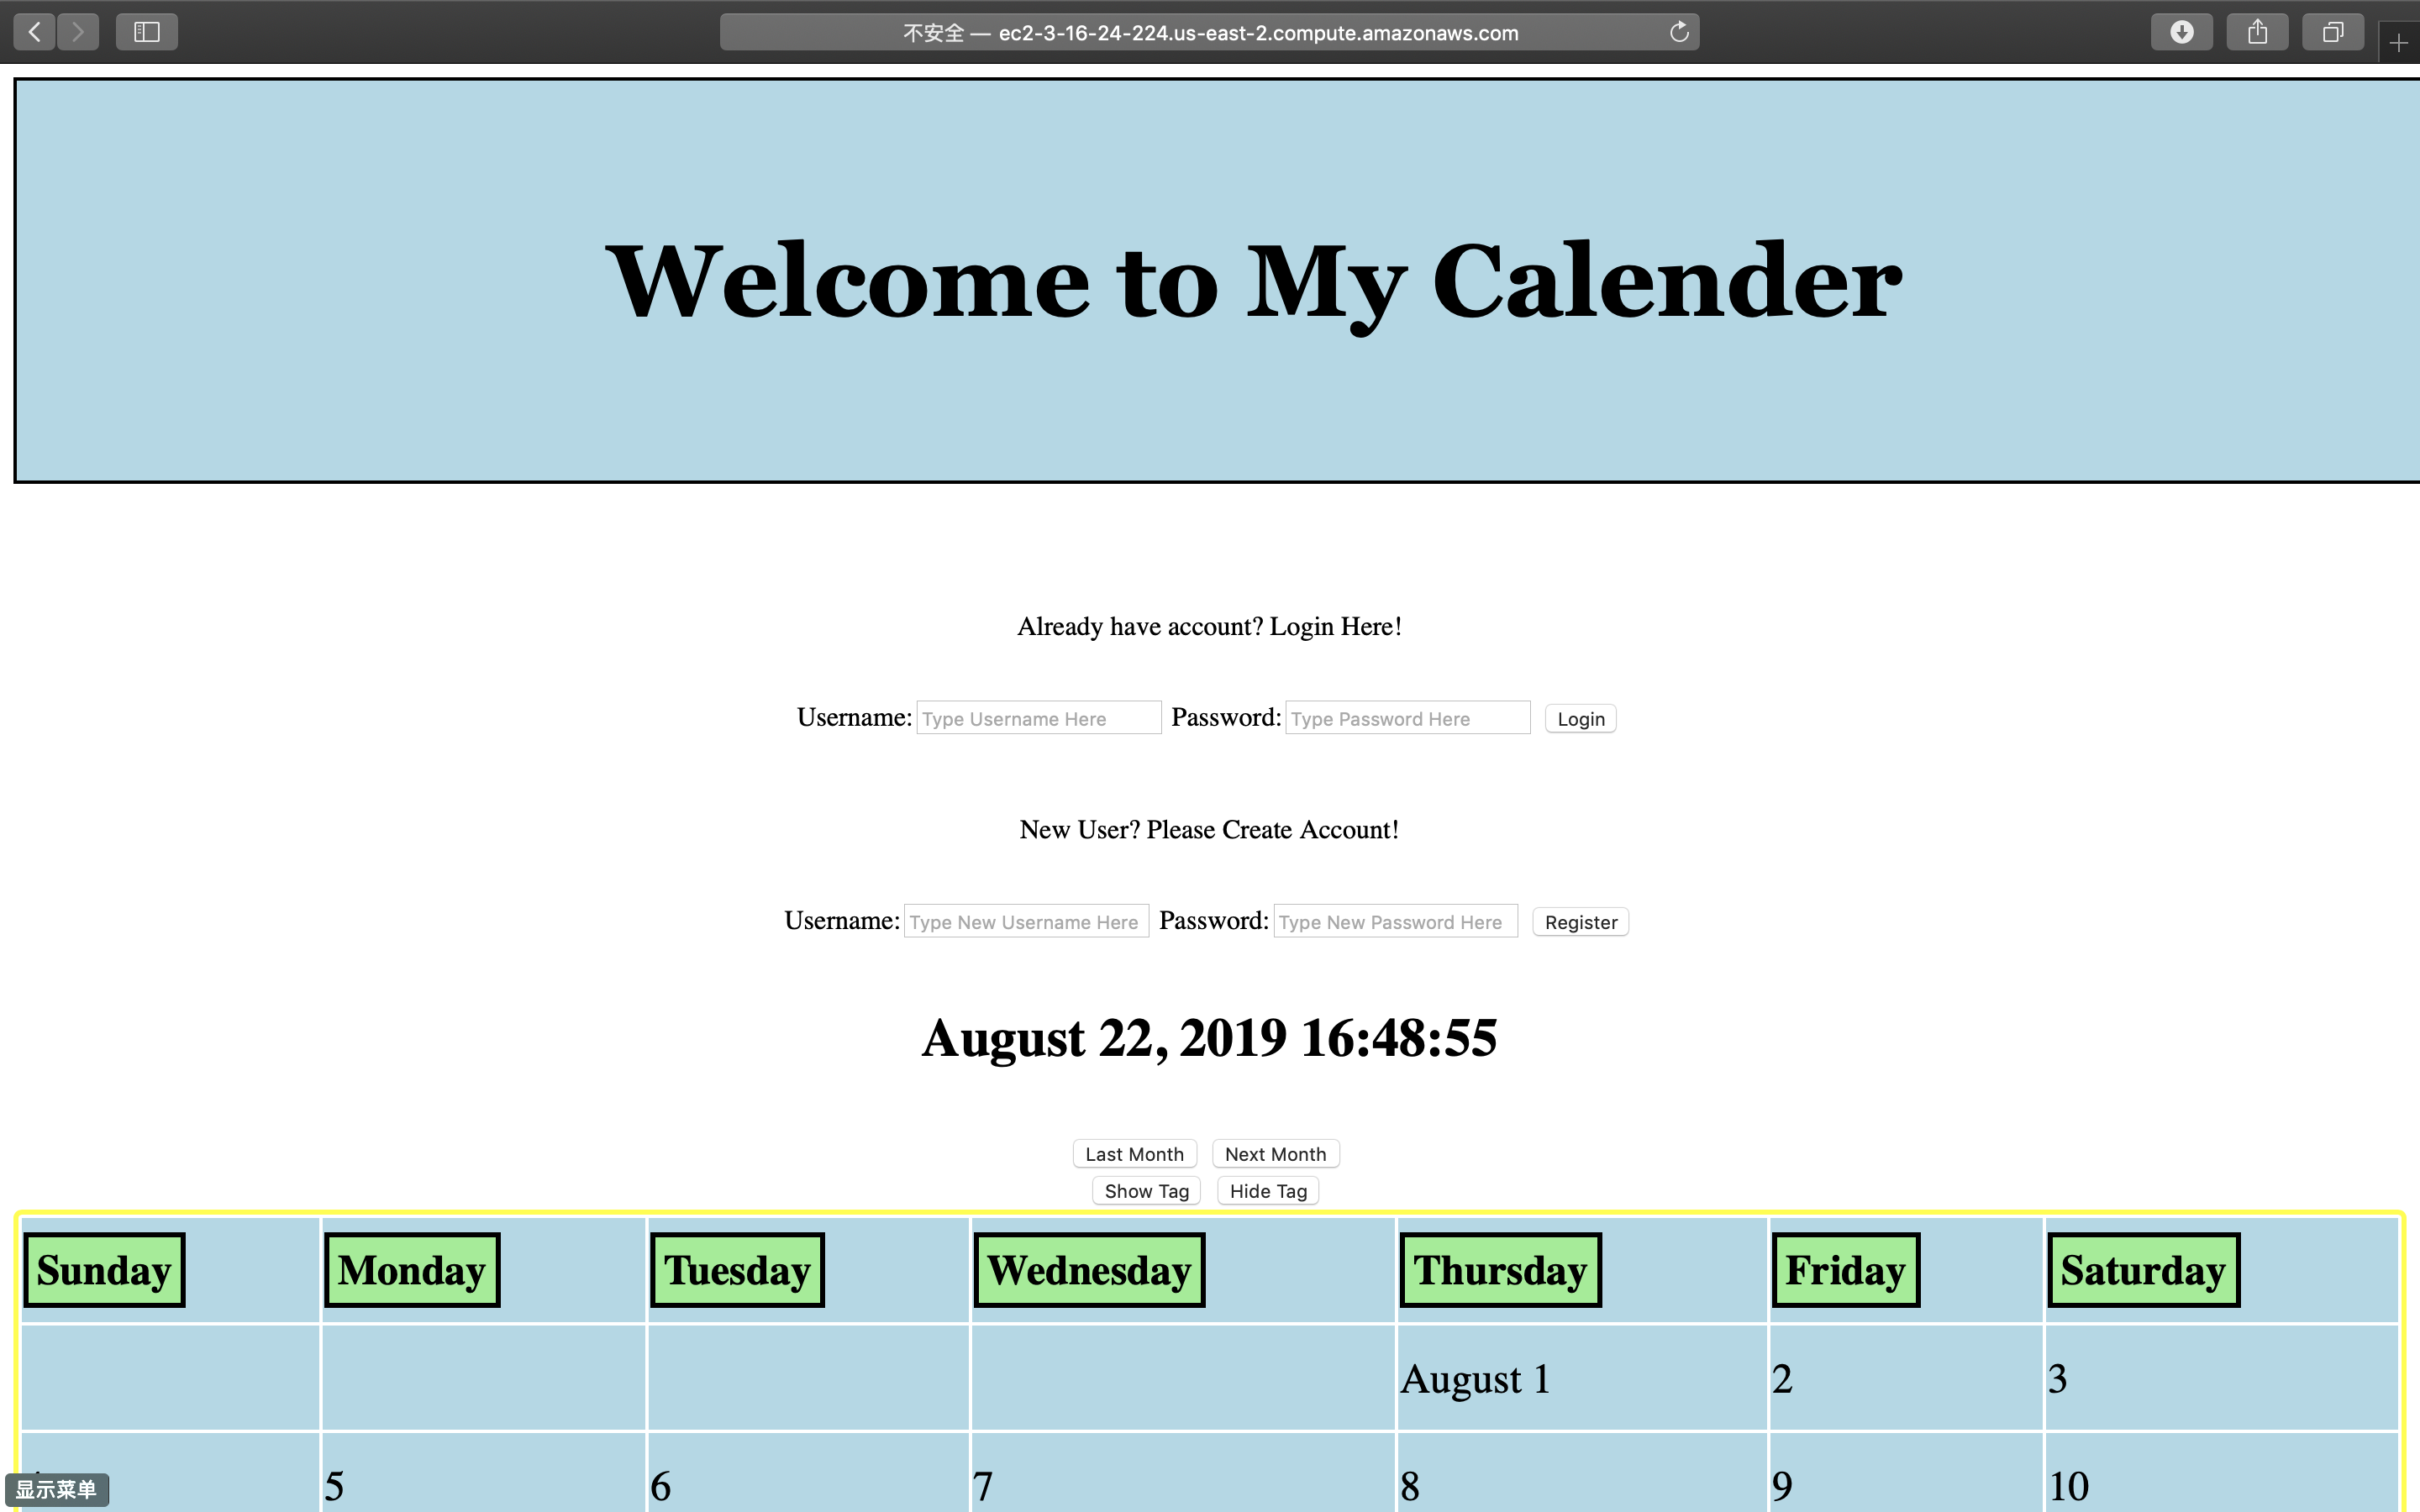 不安全 — ec2-3-16-24-224.us-east-2.compute.amazonaws.com
Welcome to My Calender
Already have account? Login Here!
Username: Type Username Here Password: Type Password Here Login
New User? Please Create Account!
Username: Type New Username Here Password: Type New Password Here Register
August 22, 2019 16:48:55
Last Month Next Month
Show Tag Hide Tag
Sunday Monday Tuesday Wednesday Thursday Friday Saturday
August 1 2 3
5 6 7 8 9 10
显示菜单